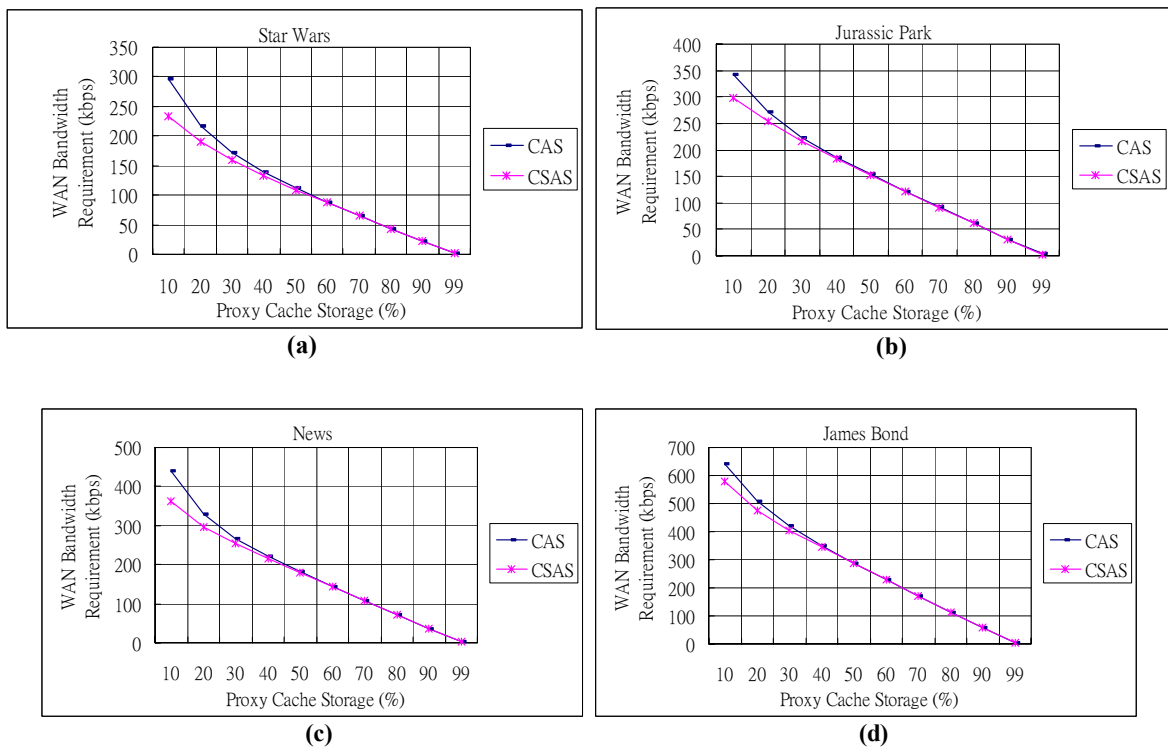 Star Wars
350
300
250
200
150
100
50
0
WAN Bandwidth
Requirement (kbps)
10 20 30 40 50 60 70 80 90 99
Proxy Cache Storage (%)
CAS
CSAS
(a)
Jurassic Park
400
350
300
250
200
150
100
50
0
WAN Bandwidth
Requirement (kbps)
10 20 30 40 50 60 70 80 90 99
Proxy Cache Storage (%)
CAS
CSAS
(b)
News
500
400
300
200
100
0
WAN Bandwidth
Requirement (kbps)
10 20 30 40 50 60 70 80 90 99
Proxy Cache Storage (%)
CAS
CSAS
(c)
James Bond
700
600
500
400
300
200
100
0
WAN Bandwidth
Requirement (kbps)
10 20 30 40 50 60 70 80 90 99
Proxy Cache Storage (%)
CAS
CSAS
(d)